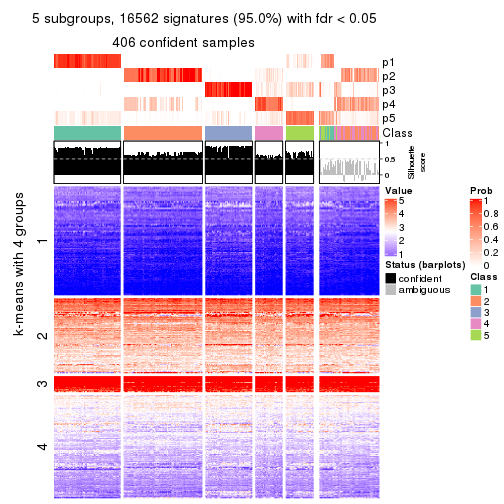 5 subgroups, 16562 signatures (95.0%) with fdr < 0.05
406 confident samples
p1
p2
p3
p4
p5
Class
1
0.5
0
Silhouette score
k-means with 4 groups
1
2
3
4
Value
5
4
3
2
1
Status (barplots)
confident
ambiguous
Prob
1
0.8
0.6
0.4
0.2
0
Class
1
2
3
4
5